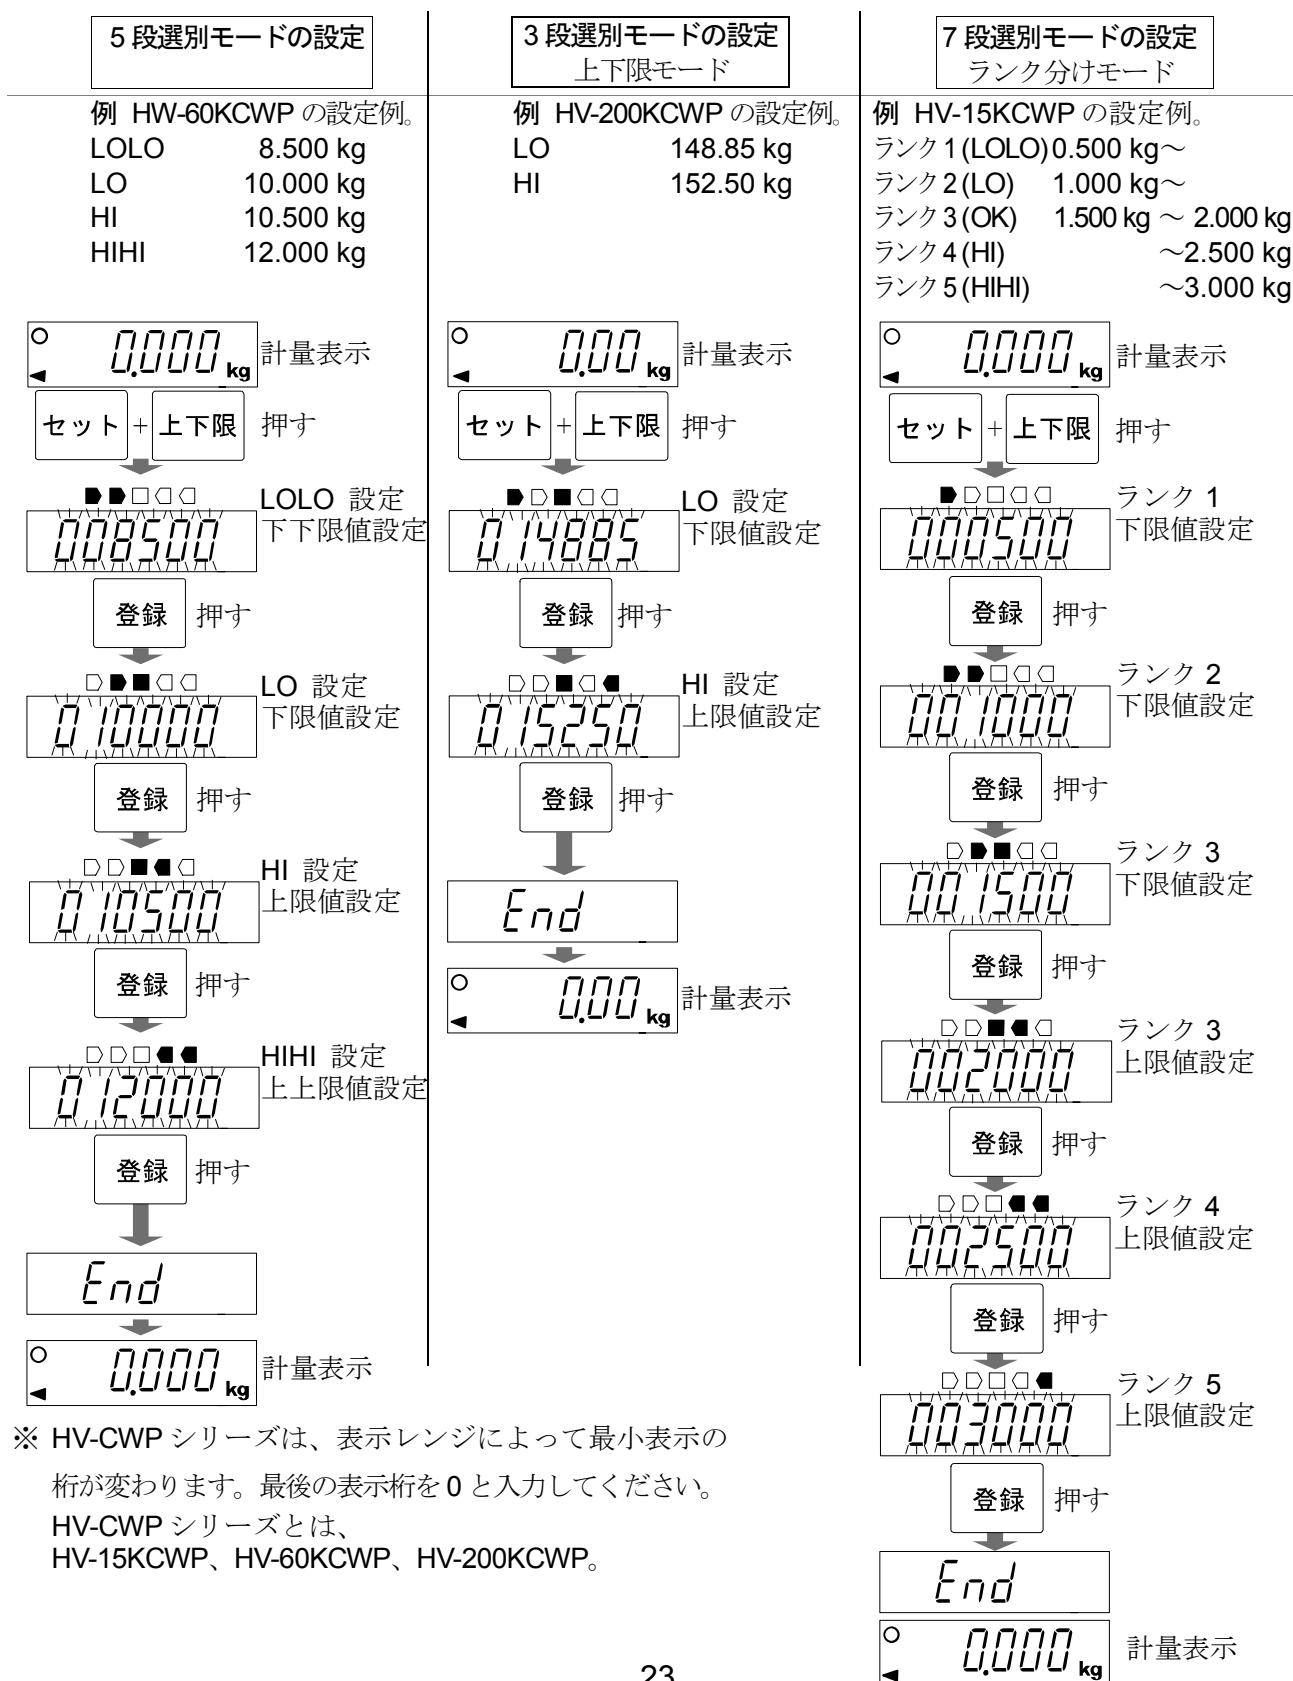 5 段選別モードの設定
例 HW-60KCWP の設定例。
LOLO 8.500 kg
LO 10.000 kg
HI 10.500 kg
HIHI 12.000 kg
0.000 kg 計量表示
セット + 上下限 押す
LOLO 設定
下下限値設定
008500
登録 押す
LO 設定
下限値設定
010000
登録 押す
HI 設定
上限値設定
010500
登録 押す
HIHI 設定
上上限値設定
012000
登録 押す
End
0.000 kg 計量表示
3 段選別モードの設定
上下限モード
例 HV-200KCWP の設定例。
LO 148.85 kg
HI 152.50 kg
0.00 kg 計量表示
セット + 上下限 押す
LO 設定
下限値設定
014885
登録 押す
HI 設定
上限値設定
015250
登録 押す
End
0.00 kg 計量表示
7 段選別モードの設定
ランク分けモード
例 HV-15KCWP の設定例。
ランク1(LOLO) 0.500 kg～
ランク2(LO) 1.000 kg～
ランク3(OK) 1.500 kg ～ 2.000 kg
ランク4(HI) ～2.500 kg
ランク5(HIHI) ～3.000 kg
0.000 kg 計量表示
セット + 上下限 押す
ランク 1
下限値設定
000500
登録 押す
ランク 2
下限値設定
001000
登録 押す
ランク 3
下限値設定
001500
登録 押す
ランク 3
上限値設定
002000
登録 押す
ランク 4
上限値設定
002500
登録 押す
ランク 5
上限値設定
003000
登録 押す
End
0.000 kg 計量表示
※ HV-CWP シリーズは、表示レンジによって最小表示の
桁が変わります。最後の表示桁を 0 と入力してください。
HV-CWP シリーズとは、
HV-15KCWP、HV-60KCWP、HV-200KCWP。
23